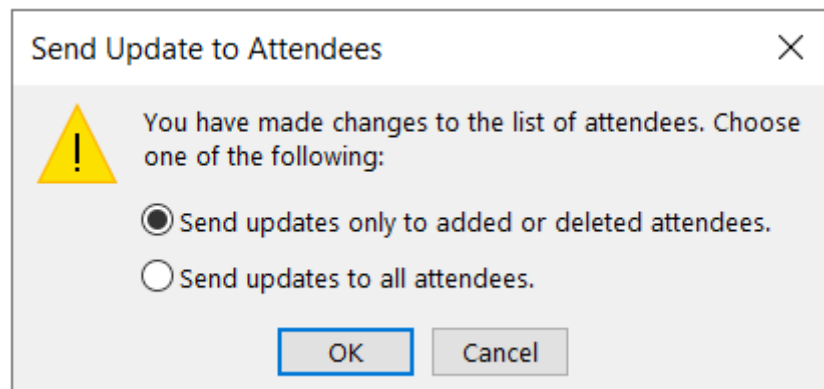 Send Update to Attendees
You have made changes to the list of attendees. Choose
one of the following:
Send updates only to added or deleted attendees.
Send updates to all attendees.
OK Cancel